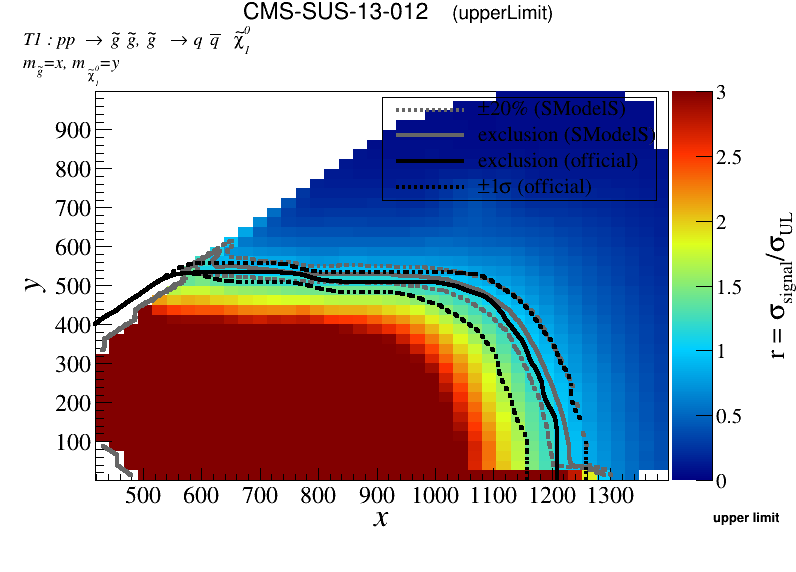 CMS-SUS-13-012 (upperLimit)
T1 : pp → g̃ g̃, g̃ → q q̅ χ̃₁⁰
m_g̃=x, m_χ̃₁⁰=y
±20% (SModelS)
exclusion (SModelS)
exclusion (official)
±1σ (official)
900
800
700
600
500
400
300
200
100
y
500 600 700 800 900 1000 1100 1200 1300
x
3
2.5
2
1.5
1
0.5
0
r = σ_signal/σ_UL
upper limit